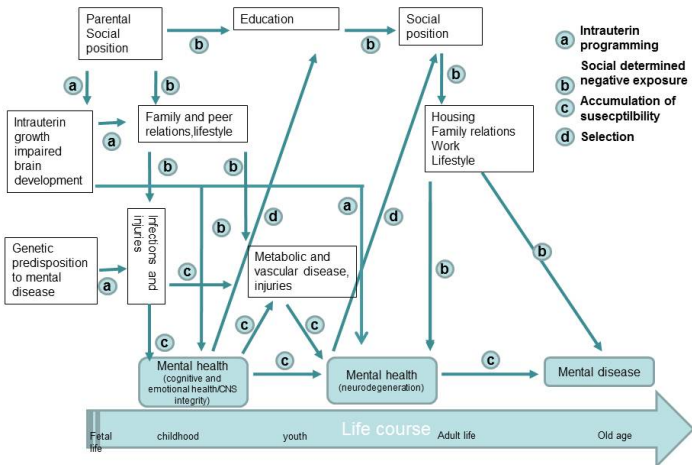 Parental
Social
position
b
Education
b
Social
position
a
Intrauterin
programming
Social determined
negative exposure
b
c
Accumulation of
susecptilbility
d
Selection
a
b
b
Intrauterin
growth
impaired
brain
development
a
Family and peer
relations,lifestyle
Housing
Family relations
Work
Lifestyle
b
b
a
b
d
d
Genetic
predisposition
to mental
disease
a
Infections and
injuries
c
Metabolic and
vascular disease,
injuries
b
b
c
c
c
Mental health
(cognitive and
emotional health/CNS
integrity)
c
Mental health
(neurodegeneration)
c
Mental disease
Life course
Fetal
life
childhood
youth
Adult life
Old age